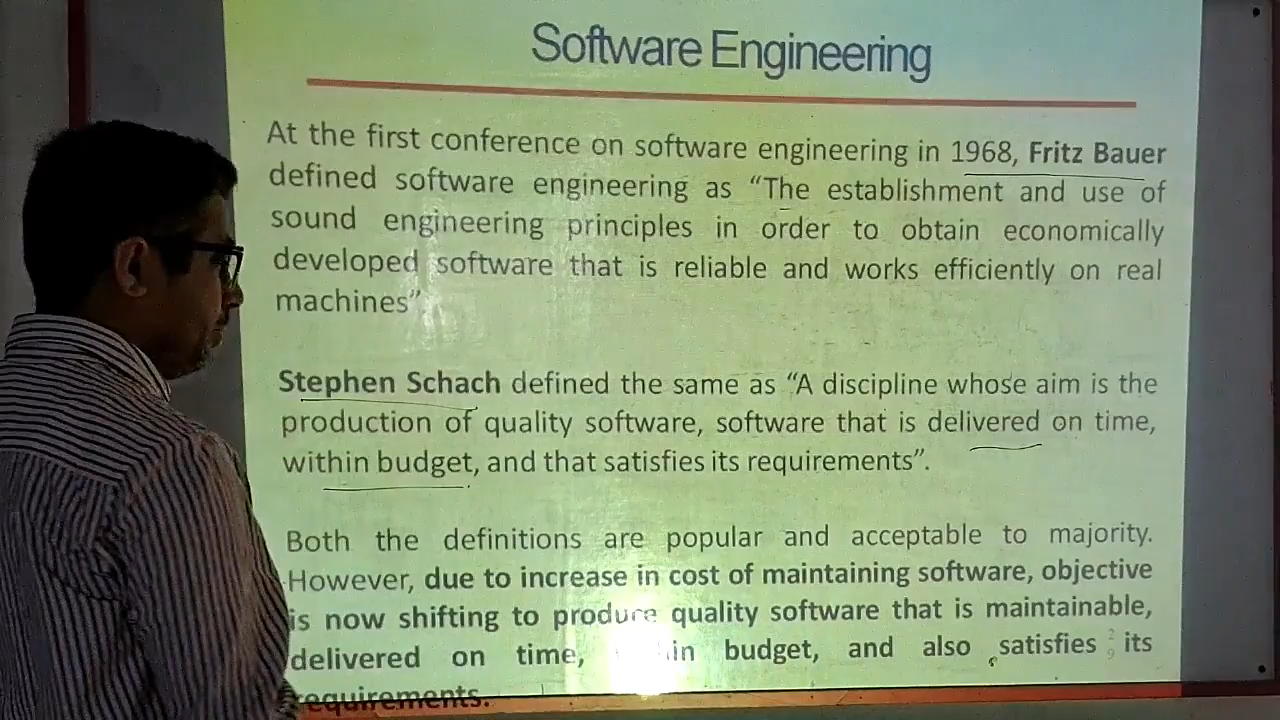 Software Engineering
At the first conference on software engineering in 1968, Fritz Bauer
defined software engineering as “The establishment and use of
sound engineering principles in order to obtain economically
developed software that is reliable and works efficiently on real
machines”.
Stephen Schach defined the same as “A discipline whose aim is the
production of quality software, software that is delivered on time,
within budget, and that satisfies its requirements”.
Both the definitions are popular and acceptable to majority.
However, due to increase in cost of maintaining software, objective
is now shifting to produce quality software that is maintainable,
delivered on time, budget, and also satisfies its
requirements.